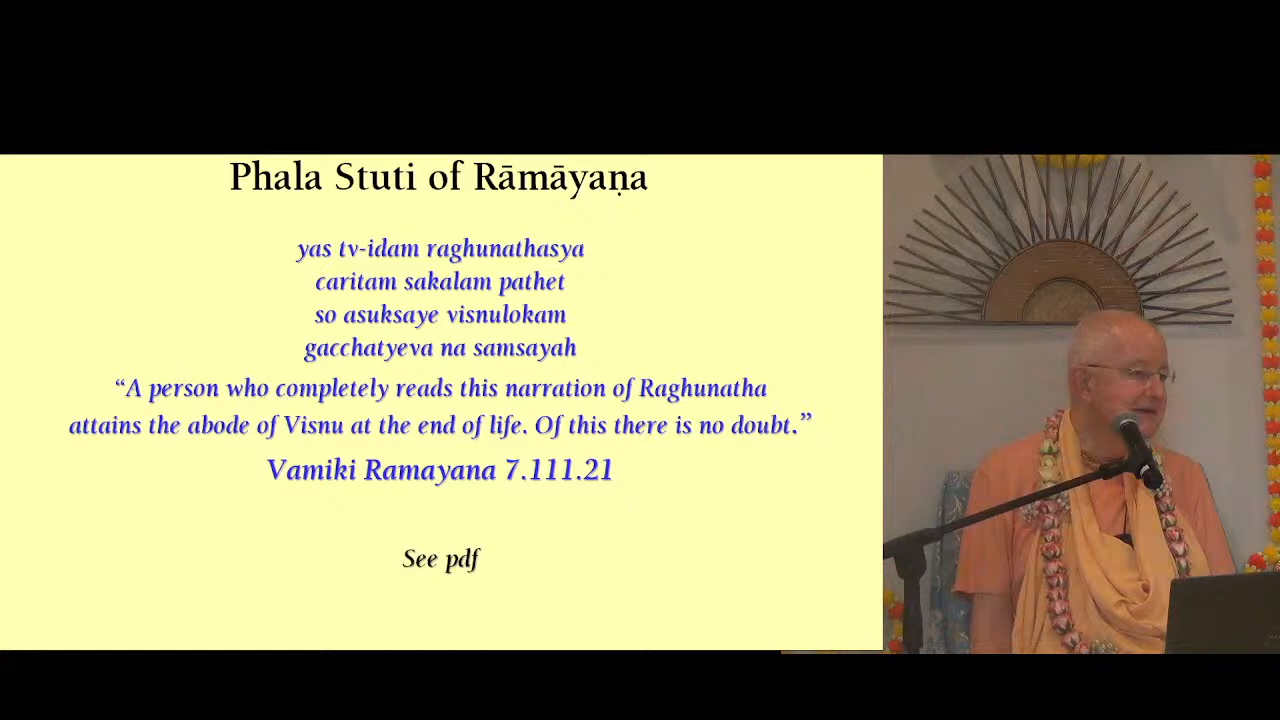 Phala Stuti of Rāmāyaṇa
yas tv-idam raghunathasya
caritam sakalam pathet
so asuksaye visnulokam
gacchatyeva na samsayah
“A person who completely reads this narration of Raghunatha
attains the abode of Visnu at the end of life. Of this there is no doubt.”
Vamiki Ramayana 7.111.21
See pdf